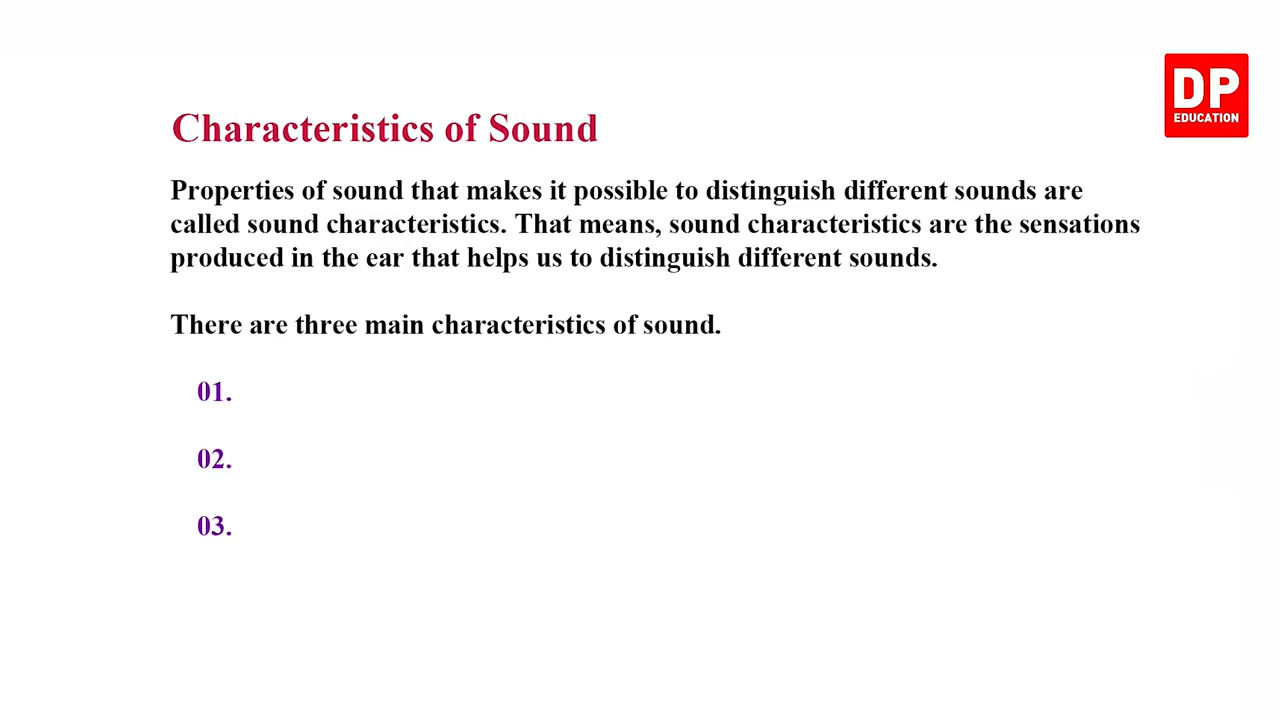 DP
EDUCATION
Characteristics of Sound
Properties of sound that makes it possible to distinguish different sounds are
called sound characteristics. That means, sound characteristics are the sensations
produced in the ear that helps us to distinguish different sounds.
There are three main characteristics of sound.
01.
02.
03.